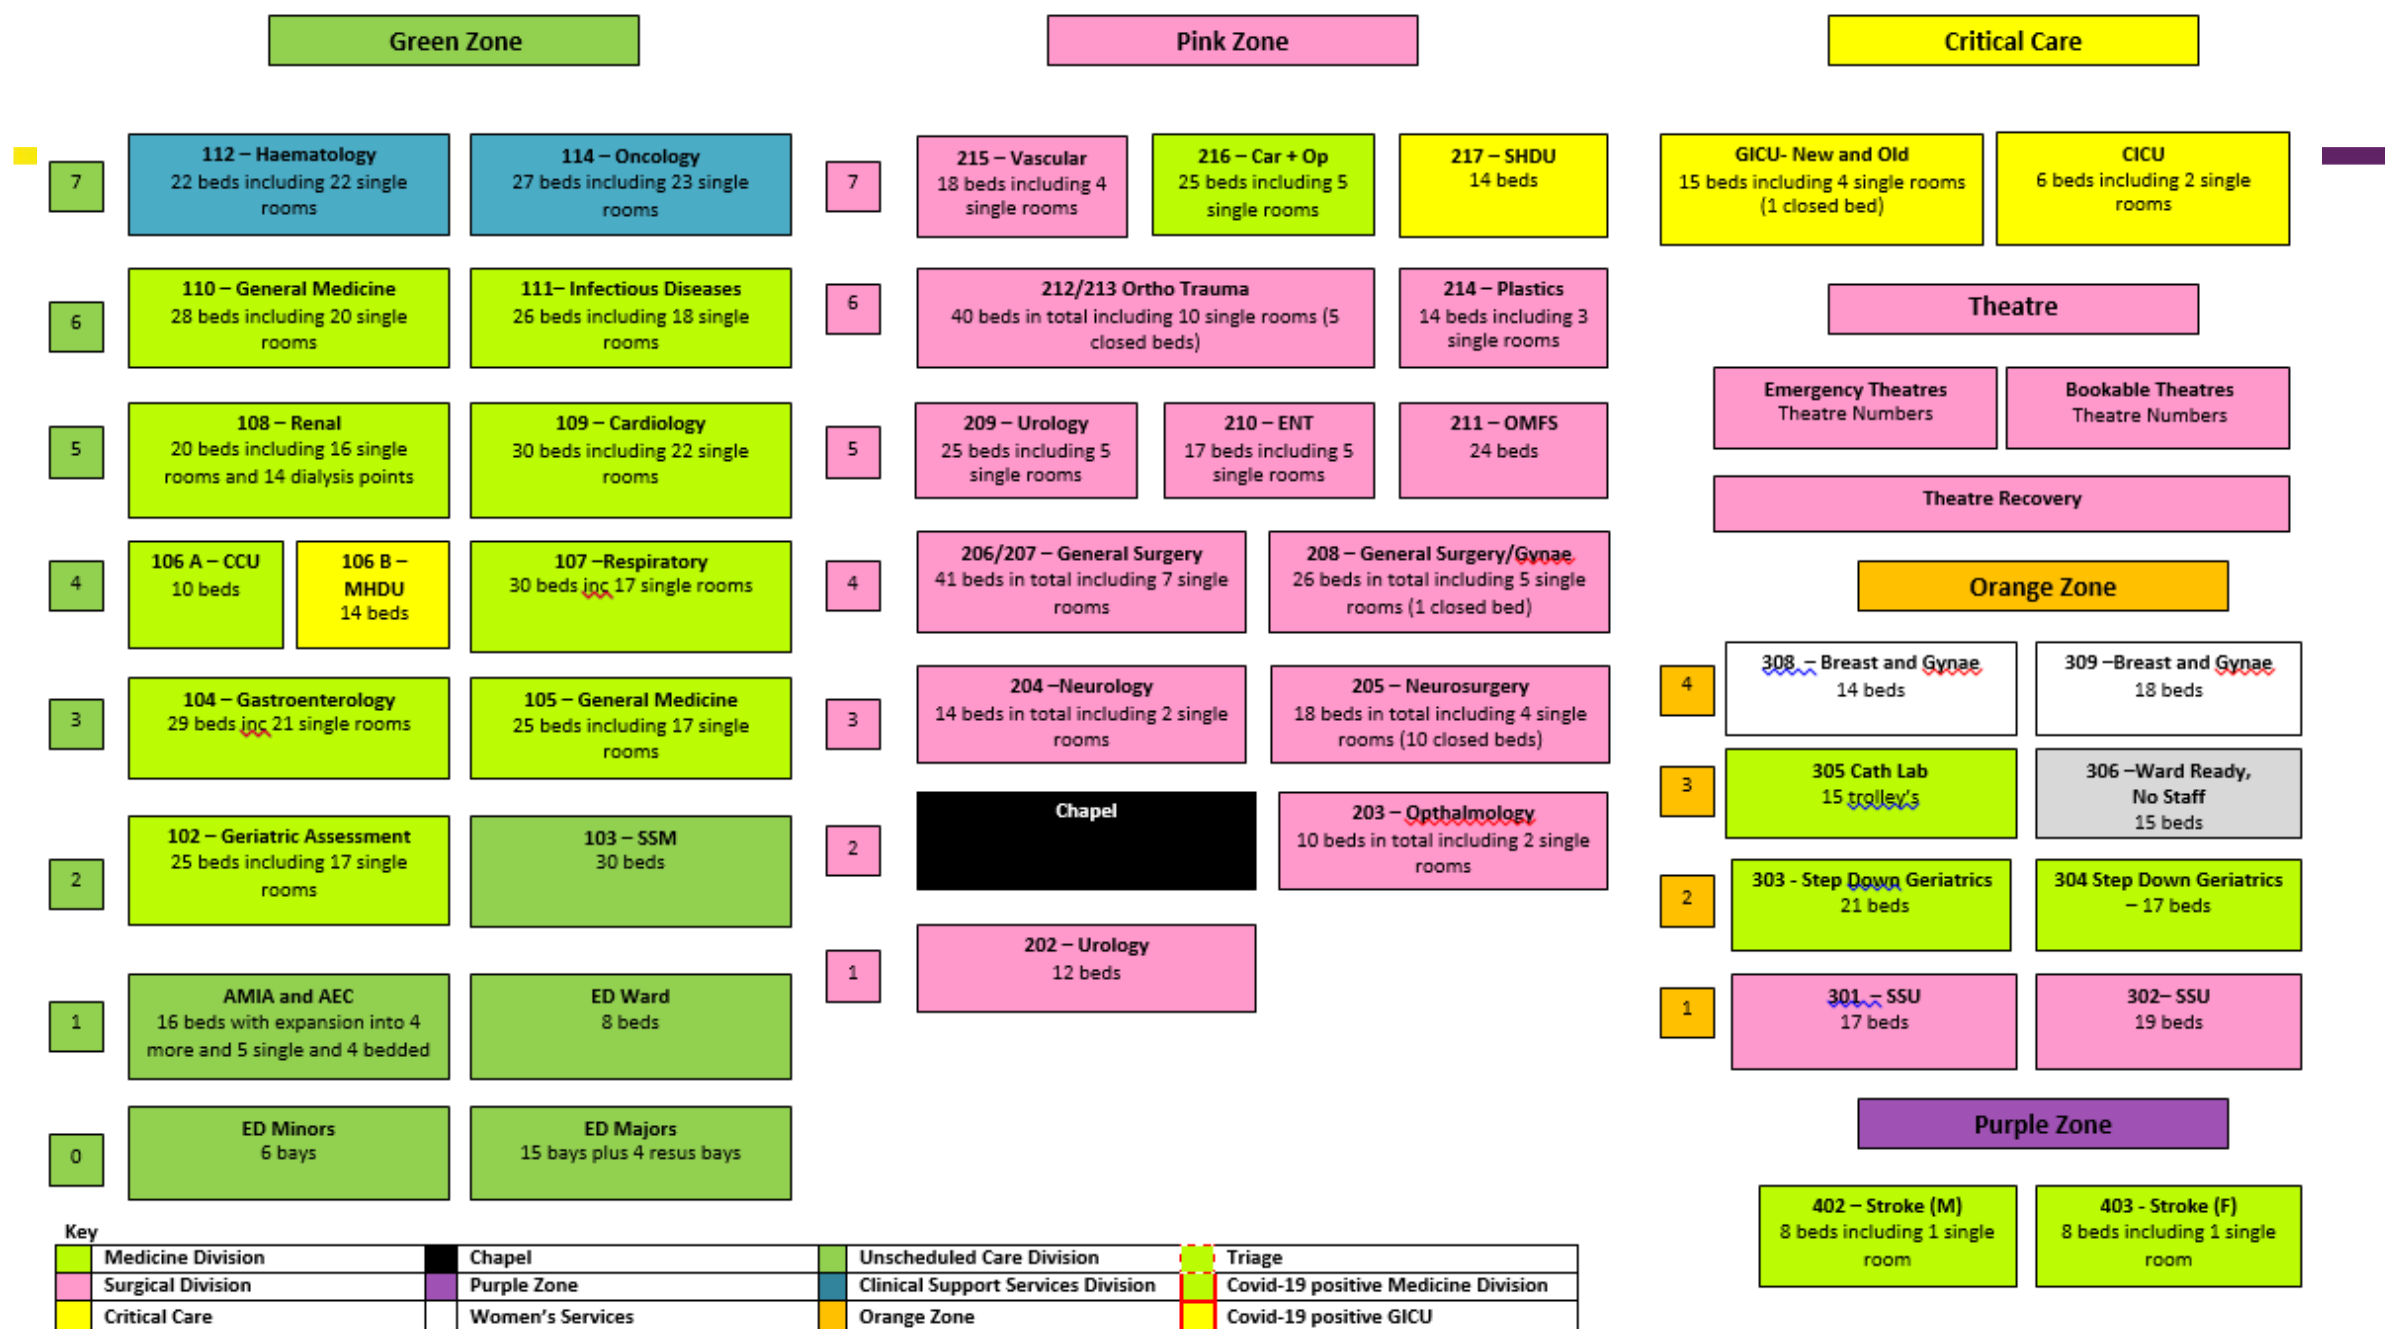 Green Zone
7
112 – Haematology
22 beds including 22 single
rooms
114 – Oncology
27 beds including 23 single
rooms
6
110 – General Medicine
28 beds including 20 single
rooms
111– Infectious Diseases
26 beds including 18 single
rooms
5
108 – Renal
20 beds including 16 single
rooms and 14 dialysis points
109 – Cardiology
30 beds including 22 single
rooms
4
106 A – CCU
10 beds
106 B –
MHDU
14 beds
107 –Respiratory
30 beds inc 17 single rooms
3
104 – Gastroenterology
29 beds inc 21 single rooms
105 – General Medicine
25 beds including 17 single
rooms
2
102 – Geriatric Assessment
25 beds including 17 single
rooms
103 – SSM
30 beds
1
AMIA and AEC
16 beds with expansion into 4
more and 5 single and 4 bedded
ED Ward
8 beds
0
ED Minors
6 bays
ED Majors
15 bays plus 4 resus bays
Pink Zone
7
215 – Vascular
18 beds including 4
single rooms
216 – Car + Op
25 beds including 5
single rooms
217 – SHDU
14 beds
6
212/213 Ortho Trauma
40 beds in total including 10 single rooms (5
closed beds)
214 – Plastics
14 beds including 3
single rooms
5
209 – Urology
25 beds including 5
single rooms
210 – ENT
17 beds including 5
single rooms
211 – OMFS
24 beds
4
206/207 – General Surgery
41 beds in total including 7 single
rooms
208 – General Surgery/Gynae
26 beds in total including 5 single
rooms (1 closed bed)
3
204 –Neurology
14 beds in total including 2 single
rooms
205 – Neurosurgery
18 beds in total including 4 single
rooms (10 closed beds)
2
Chapel
203 – Opthalmology
10 beds in total including 2 single
rooms
1
202 – Urology
12 beds
Critical Care
GICU- New and Old
15 beds including 4 single rooms
(1 closed bed)
CICU
6 beds including 2 single
rooms
Theatre
Emergency Theatres
Theatre Numbers
Bookable Theatres
Theatre Numbers
Theatre Recovery
Orange Zone
4
308 – Breast and Gynae
14 beds
309 –Breast and Gynae
18 beds
3
305 Cath Lab
15 trolley's
306 –Ward Ready,
No Staff
15 beds
2
303 - Step Down Geriatrics
21 beds
304 Step Down Geriatrics
– 17 beds
1
301 – SSU
17 beds
302– SSU
19 beds
Purple Zone
402 – Stroke (M)
8 beds including 1 single
room
403 - Stroke (F)
8 beds including 1 single
room
Key
Medicine Division
Chapel
Unscheduled Care Division
Triage
Surgical Division
Purple Zone
Clinical Support Services Division
Covid-19 positive Medicine Division
Critical Care
Women's Services
Orange Zone
Covid-19 positive GICU